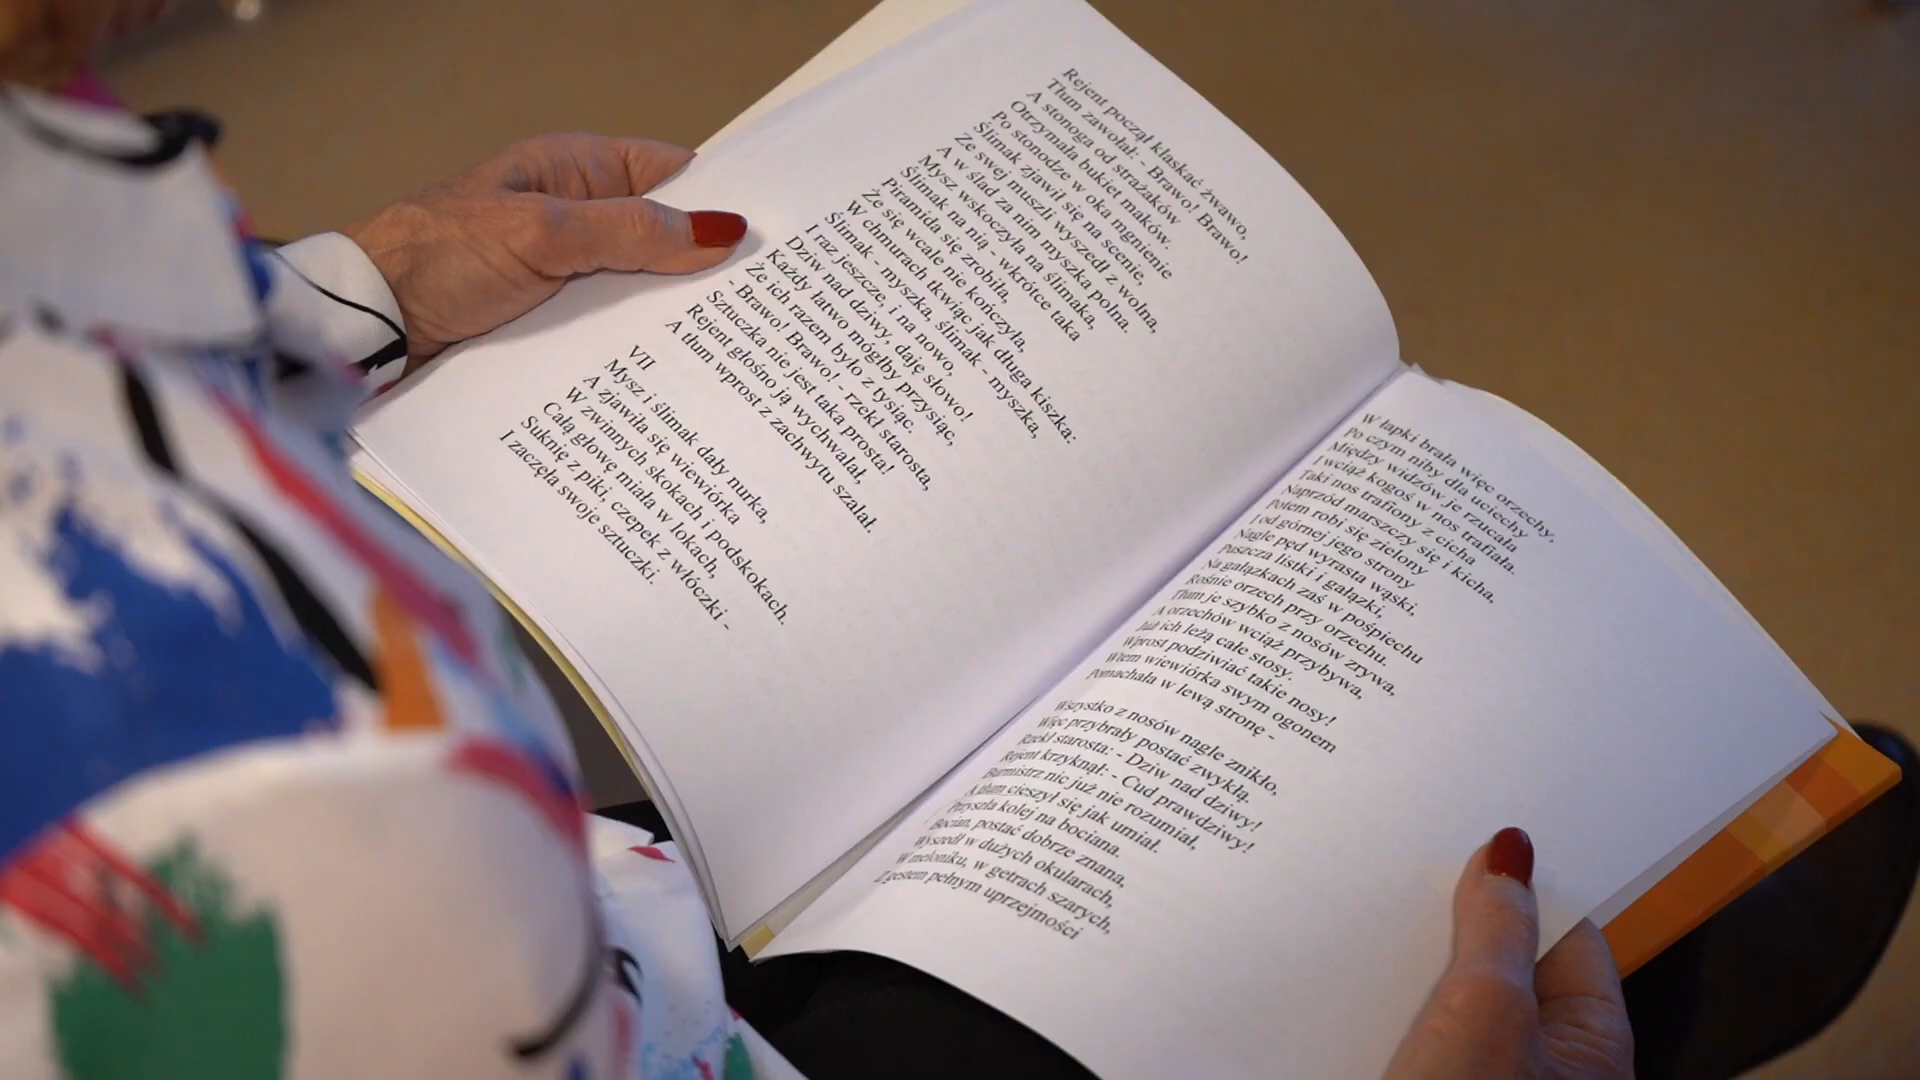 Rejent począł klaskać żwawo,
Tłum zawołał: - Brawo! Brawo!
A stonoga od strażaków
Otrzymała bukiet maków.
Po stonodze w oka mgnienie
Ślimak zjawił się na scenie,
Ze swej muszli wyszedł z wolna,
A w ślad za nim myszka polna.
Mysz wskoczyła na ślimaka,
Ślimak na nią - wkrótce taka
Piramida się zrobiła,
Że się wcale nie kończyła,
W chmurach tkwiąc jak długa kiszka:
Ślimak - myszka, ślimak - myszka,
I raz jeszcze, i na nowo,
Dziw nad dziwy, daję słowo!
Każdy łatwo mógłby przysiąc,
Że ich razem było z tysiąc.
- Brawo! Brawo! - rzekł starosta,
Sztuczka nie jest taka prosta!
Rejent głośno ją wychwalał,
A tłum wprost z zachwytu szalał.
VII
Mysz i ślimak dały nurka,
A zjawiła się wiewiórka
W zwinnych skokach i podskokach.
Całą głowę miała w lokach,
Suknię z piki, czepek z włóczki -
I zaczęła swoje sztuczki.
W łapki brała więc orzechy,
Po czym niby dla uciechy
Między widzów je rzucała
I wciąż kogoś w nos trafiała.
Taki nos trafiony z cicha
Naprzód marszczy się i kicha,
Potem robi się zielony
I od górnej jego strony
Nagle pęd wyrasta wąski,
Puszcza listki i gałązki,
Na gałązkach zaś w pośpiechu
Rośnie orzech przy orzechu.
Tłum je szybko z nosów zrywa,
A orzechów wciąż przybywa,
Już ich leżą całe stosy.
Wprost podziwiać takie nosy!
Wtem wiewiórka swym ogonem
Pomachała w lewą stronę -
Wszystko z nosów nagle znikło,
Więc przybrały postać zwykłą.
Rzekł starosta: - Dziw nad dziwy!
Rejent krzyknął: - Cud prawdziwy!
Burmistrz nic już nie rozumiał,
A tłum cieszył się jak umiał.
Przyszła kolej na bociana.
Bocian, postać dobrze znana,
Wyszedł w dużych okularach,
W meloniku, w getrach szarych,
Z gestem pełnym uprzejmości